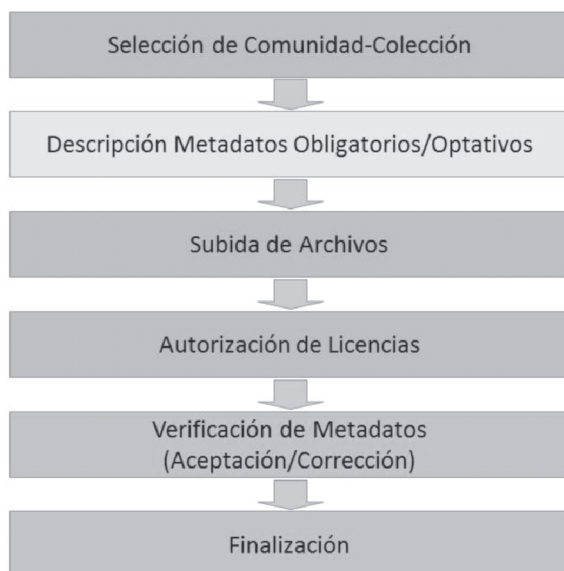 Selección de Comunidad-Colección
Descripción Metadatos Obligatorios/Optativos
Subida de Archivos
Autorización de Licencias
Verificación de Metadatos
(Aceptación/Corrección)
Finalización